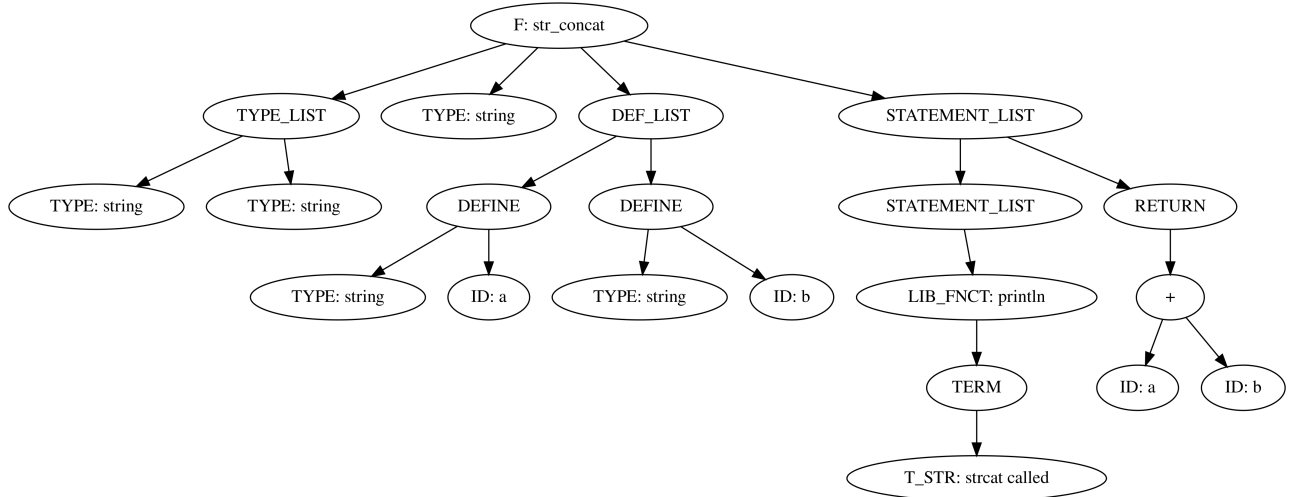 F: str_concat
TYPE_LIST
TYPE: string
DEF_LIST
STATEMENT_LIST
TYPE: string
TYPE: string
DEFINE
DEFINE
STATEMENT_LIST
RETURN
TYPE: string
ID: a
TYPE: string
ID: b
LIB_FNCT: println
+
TERM
ID: a
ID: b
T_STR: strcat called